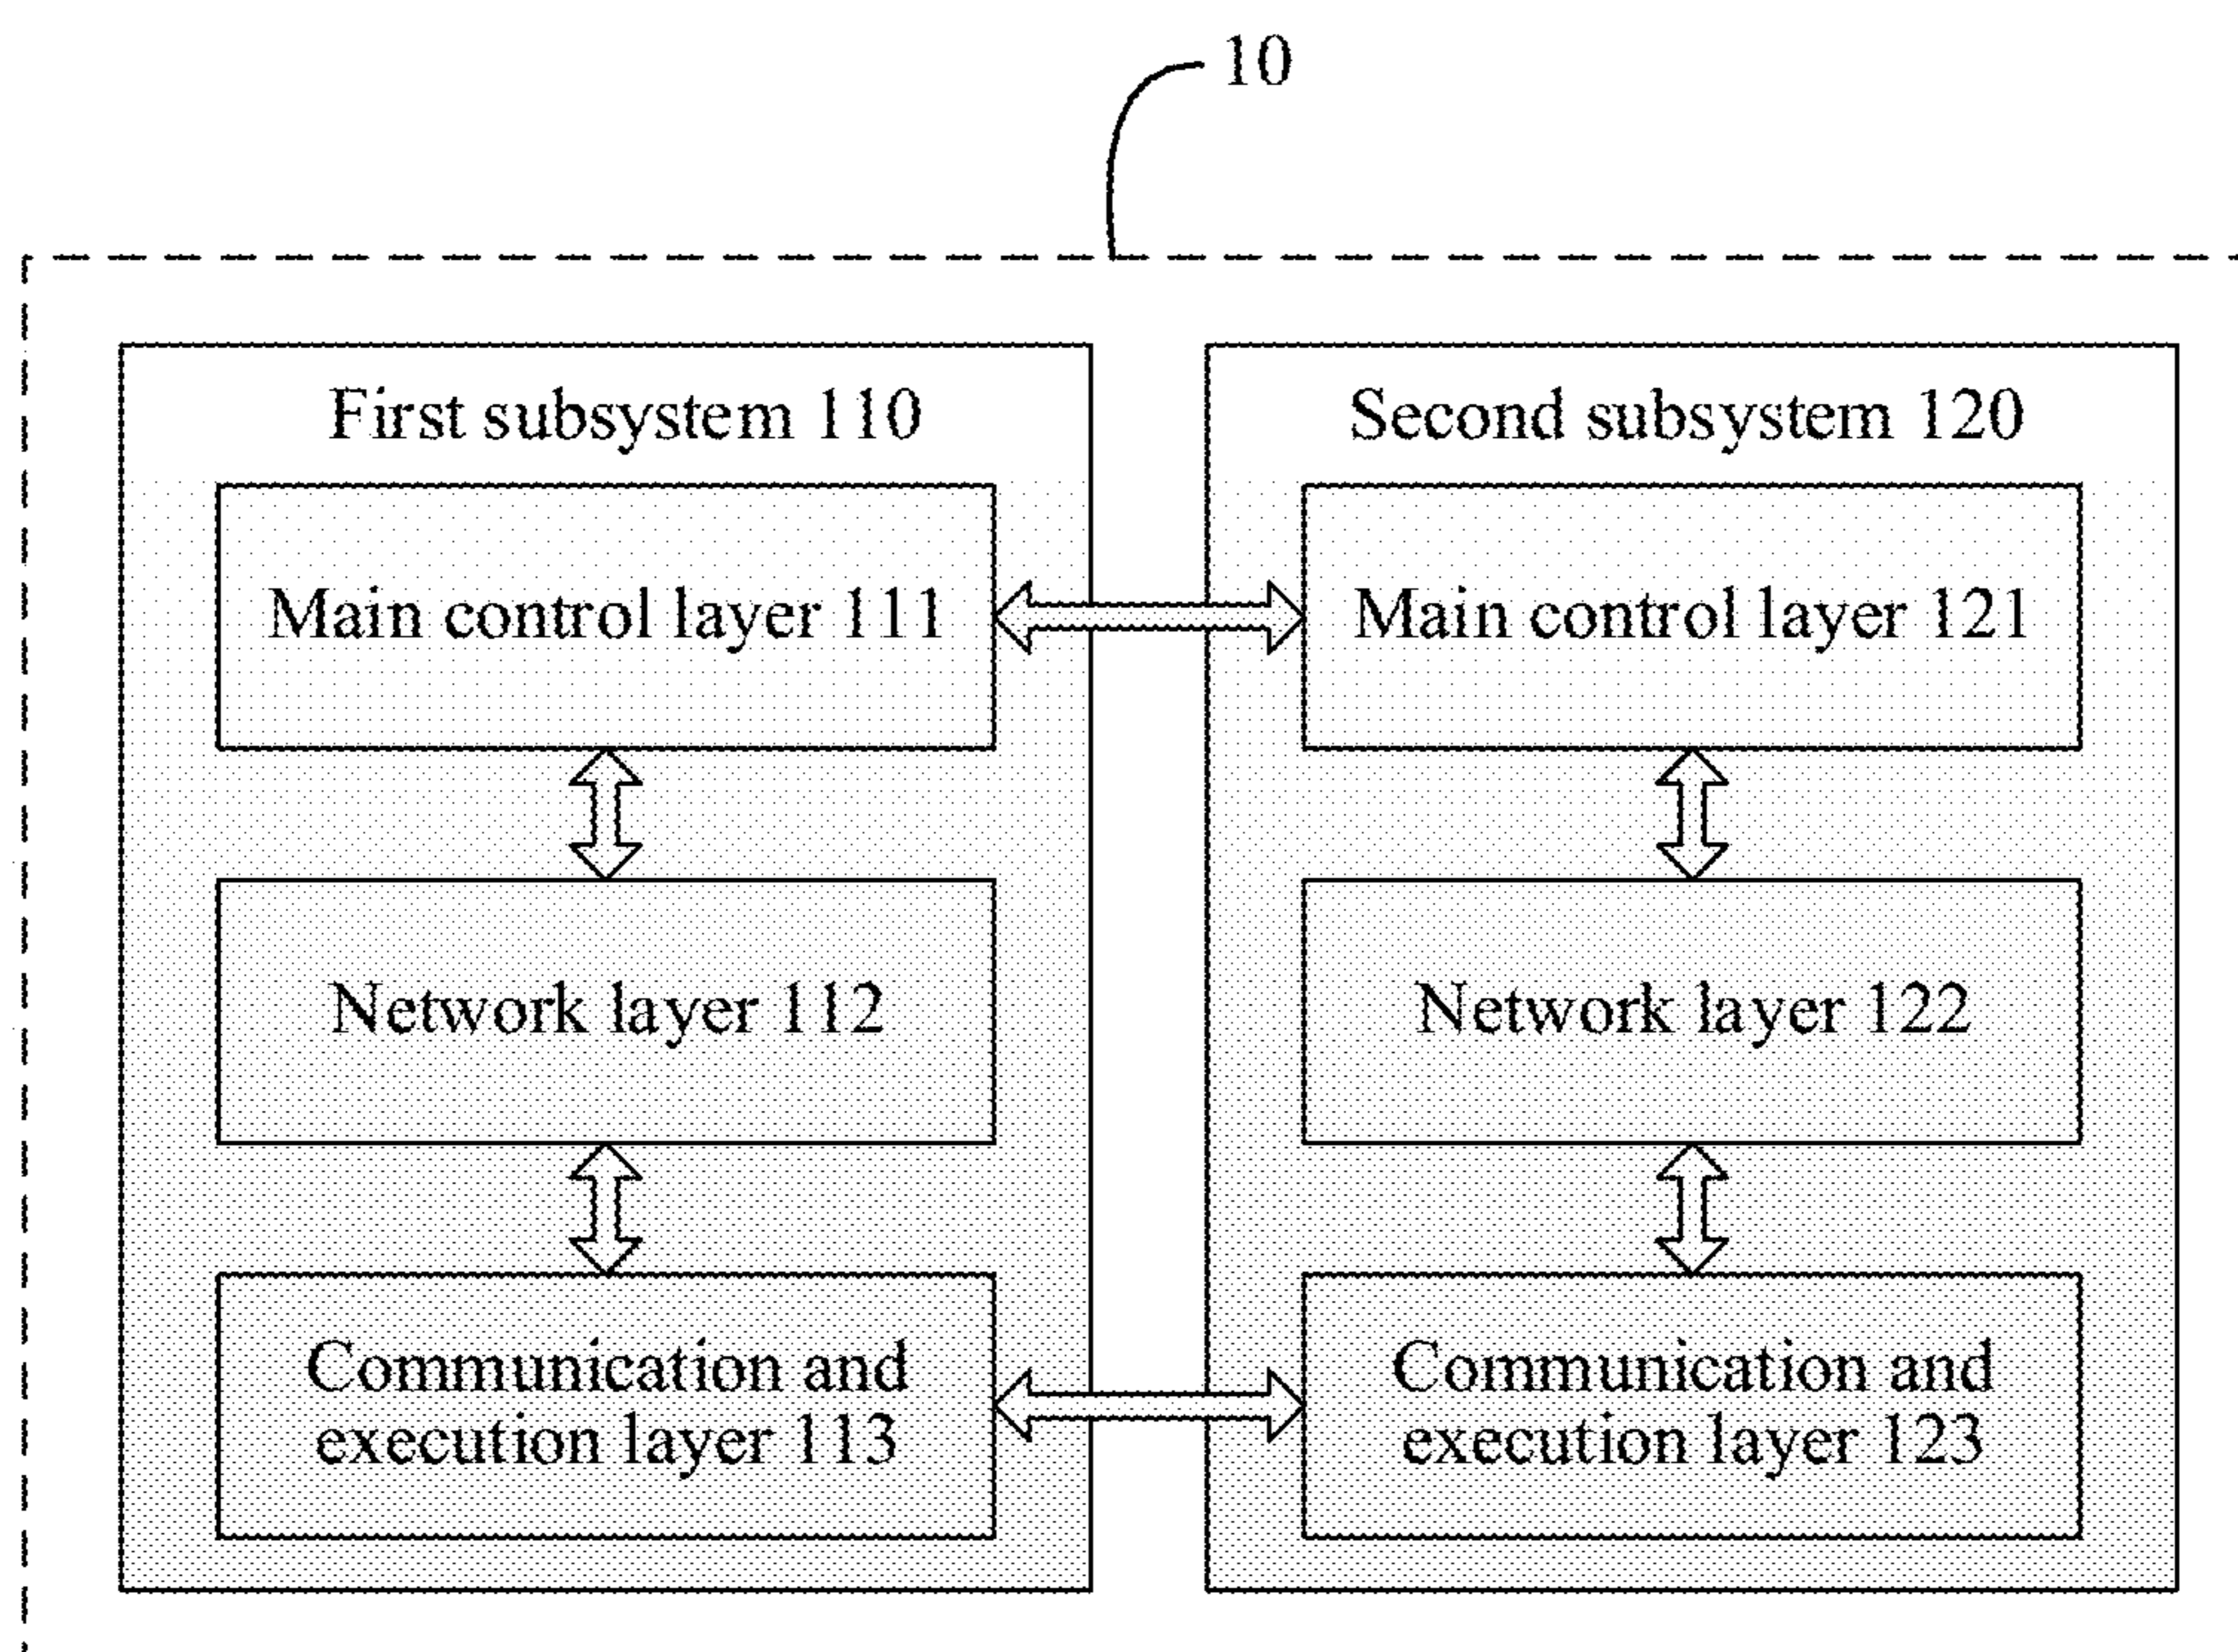 10
First subsystem 110
Second subsystem 120
Main control layer 111
Main control layer 121
Network layer 112
Network layer 122
Communication and
execution layer 113
Communication and
execution layer 123